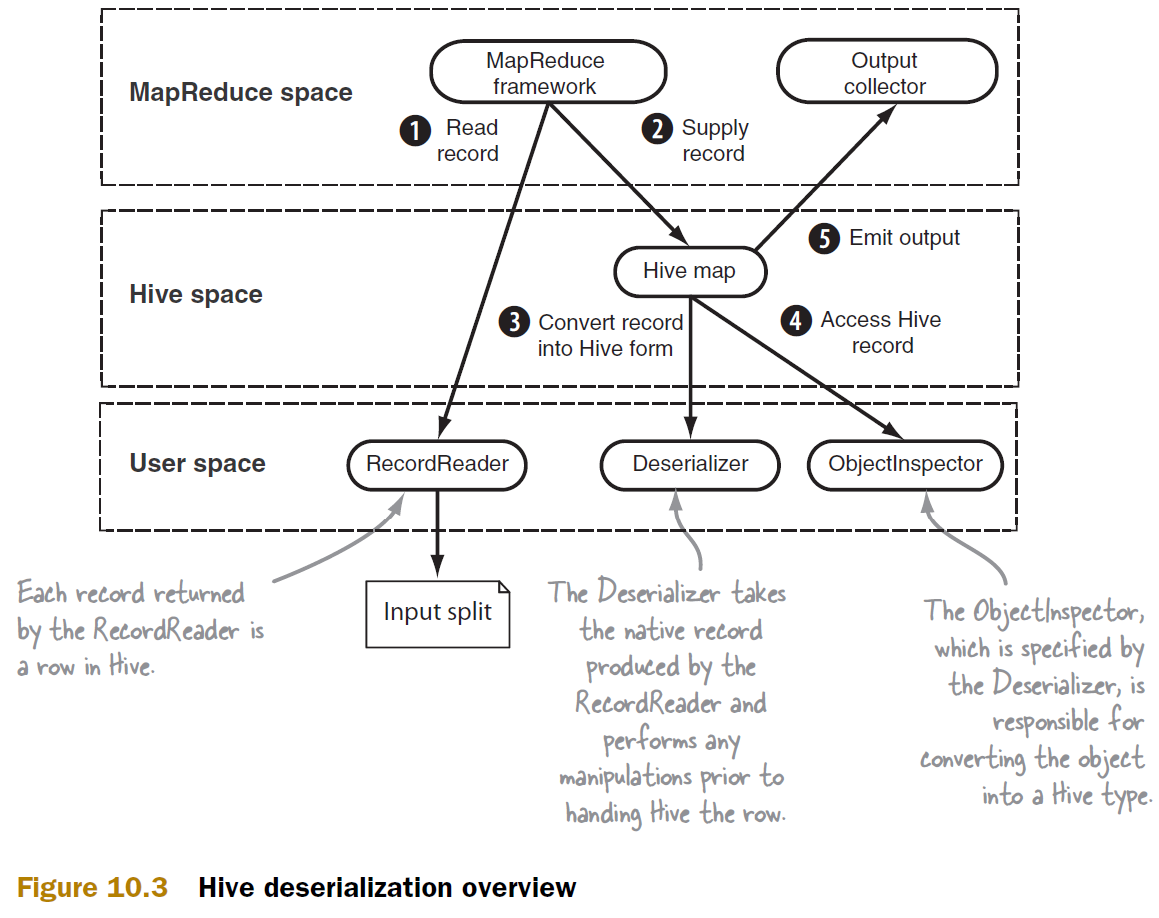 MapReduce space
MapReduce
framework
Output
collector
1 Read
record
2 Supply
record
Hive space
Hive map
5 Emit output
3 Convert record
into Hive form
4 Access Hive
record
User space
RecordReader
Deserializer
ObjectInspector
Input split
Each record returned
by the RecordReader is
a row in Hive.
The Deserializer takes
the native record
produced by the
RecordReader and
performs any
manipulations prior to
handing Hive the row.
The ObjectInspector,
which is specified by
the Deserializer, is
responsible for
converting the object
into a Hive type.
Figure 10.3 Hive deserialization overview